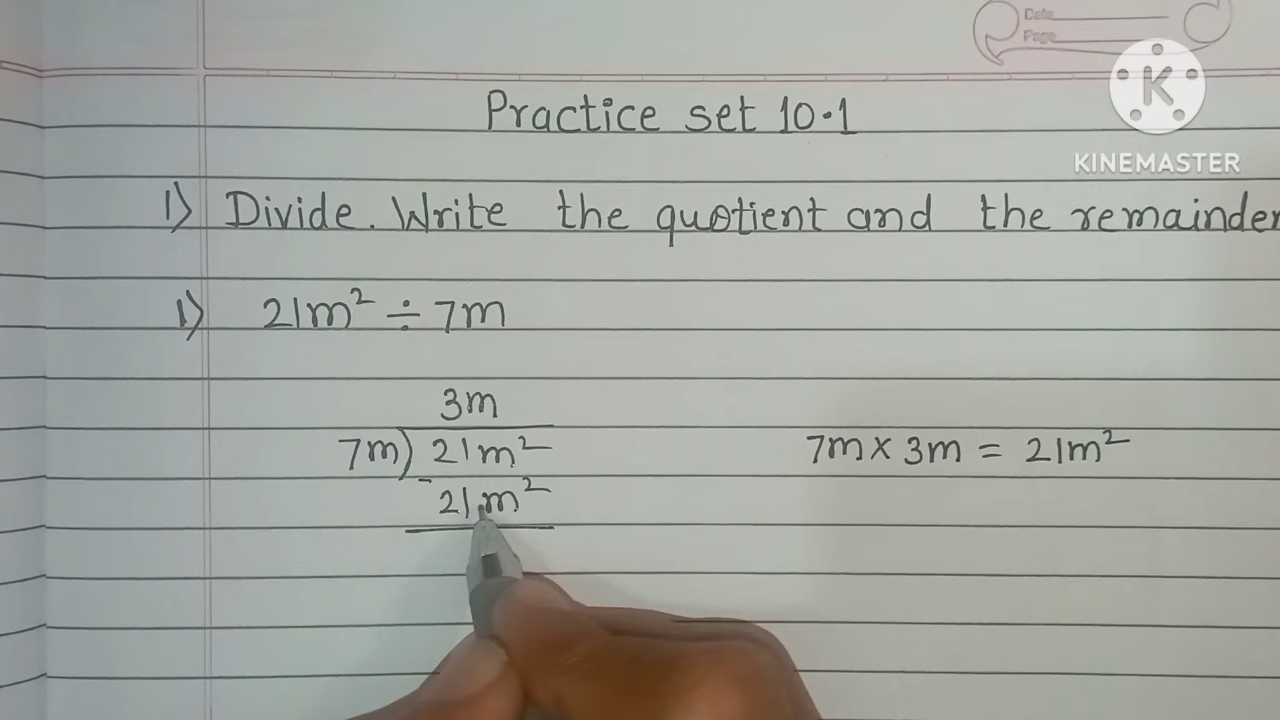 Date
Page
K
KINEMASTER
Practice set 10.1
1) Divide. Write the quotient and the remainder
1) 21m² ÷ 7m
3m
7m) 21m²
- 21m²
7m × 3m = 21m²